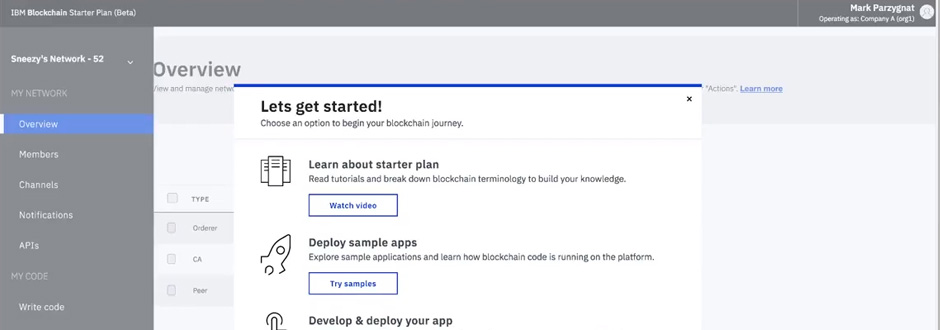 IBM Blockchain Starter Plan (Beta)
Mark Parzygnat
Operating as: Company A (org1)
Sneezy's Network - 52
MY NETWORK
Overview
Members
Channels
Notifications
APIs
MY CODE
Write code
Overview
View and manage netwo
"Actions". Learn more
TYPE
Orderer
CA
Peer
Lets get started!
Choose an option to begin your blockchain journey.
Learn about starter plan
Read tutorials and break down blockchain terminology to build your knowledge.
Watch video
Deploy sample apps
Explore sample applications and learn how blockchain code is running on the platform.
Try samples
Develop & deploy your app